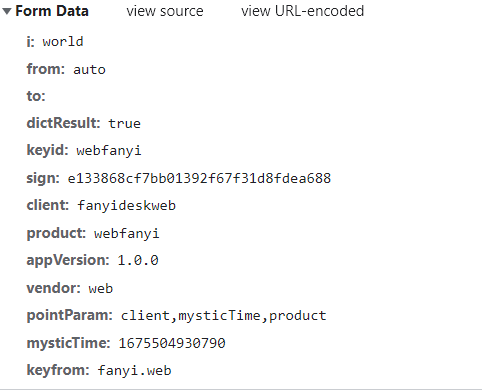 ▼ Form Data view source view URL-encoded
i: world
from: auto
to:
dictResult: true
keyid: webfanyi
sign: e133868cf7bb01392f67f31d8fdea688
client: fanyideskweb
product: webfanyi
appVersion: 1.0.0
vendor: web
pointParam: client,mysticTime,product
mysticTime: 1675504930790
keyfrom: fanyi.web